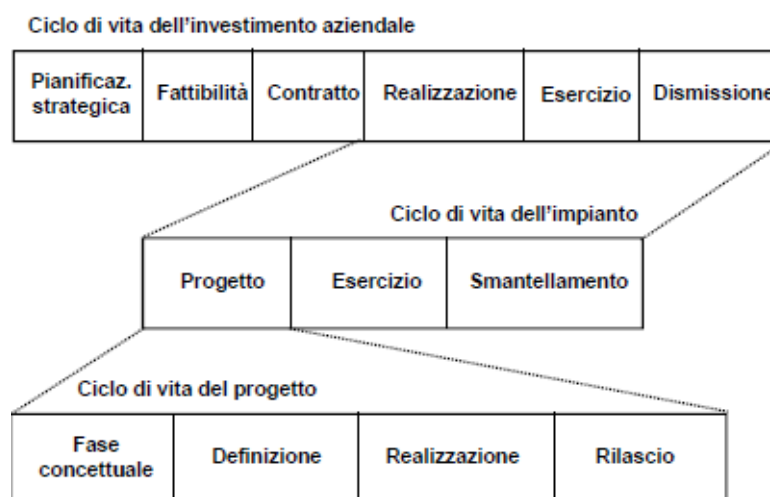 Ciclo di vita dell'investimento aziendale
Pianificaz.
strategica
Fattibilità
Contratto
Realizzazione
Esercizio
Dismissione
Ciclo di vita dell'impianto
Progetto
Esercizio
Smantellamento
Ciclo di vita del progetto
Fase
concettuale
Definizione
Realizzazione
Rilascio